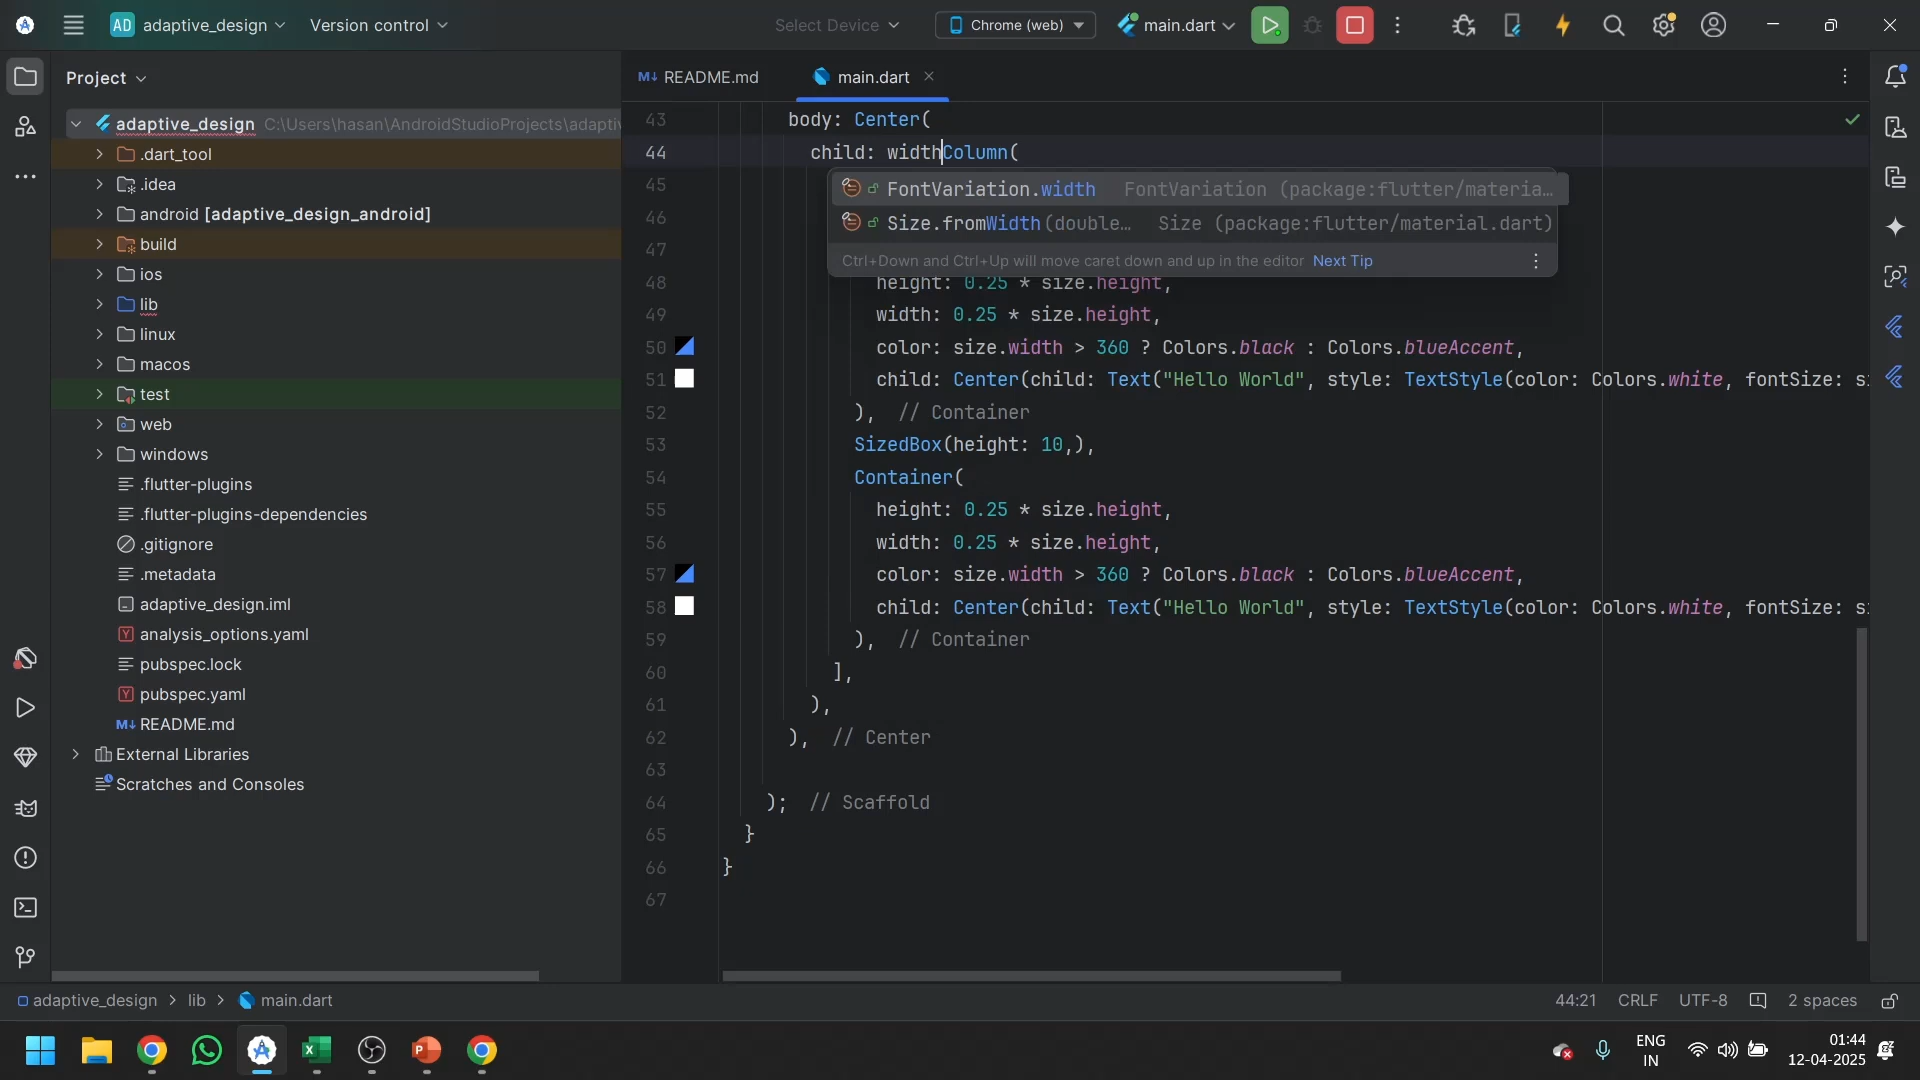 AD adaptive_design Version control Select Device Chrome (web) main.dart
Project
README.md main.dart
adaptive_design C:\Users\hasan\AndroidStudioProjects\adapti
.dart_tool
.idea
android [adaptive_design_android]
build
ios
lib
linux
macos
test
web
windows
.flutter-plugins
.flutter-plugins-dependencies
.gitignore
.metadata
adaptive_design.iml
analysis_options.yaml
pubspec.lock
pubspec.yaml
README.md
External Libraries
Scratches and Consoles
43 body: Center(
44 child: widthColumn(
45
FontVariation.width FontVariation (package:flutter/materia...
46
Size.fromWidth(double... Size (package:flutter/material.dart)
47
Ctrl+Down and Ctrl+Up will move caret down and up in the editor Next Tip
48 height: 0.25 * size.height,
49 width: 0.25 * size.height,
50 color: size.width > 360 ? Colors.black : Colors.blueAccent,
51 child: Center(child: Text("Hello World", style: TextStyle(color: Colors.white, fontSize: si
52 ), // Container
53 SizedBox(height: 10,),
54 Container(
55 height: 0.25 * size.height,
56 width: 0.25 * size.height,
57 color: size.width > 360 ? Colors.black : Colors.blueAccent,
58 child: Center(child: Text("Hello World", style: TextStyle(color: Colors.white, fontSize: si
59 ), // Container
60 ],
61 ),
62 ), // Center
63
64 ); // Scaffold
65 }
66 }
67
adaptive_design > lib > main.dart 44:21 CRLF UTF-8 2 spaces
ENG
IN
01:44
12-04-2025